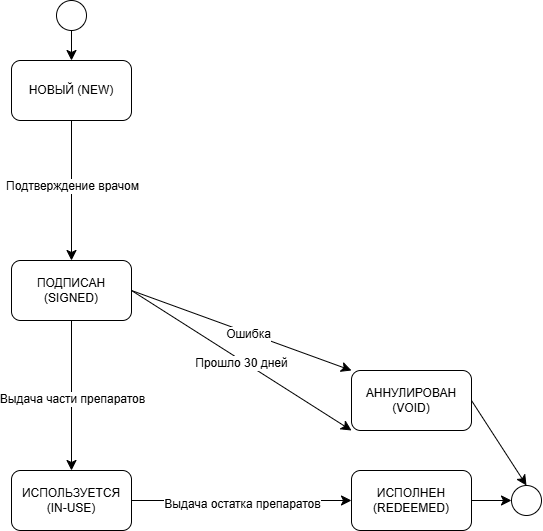 НОВЫЙ (NEW)
Подтверждение врачом
ПОДПИСАН
(SIGNED)
Ошибка
Прошло 30 дней
АННУЛИРОВАН
(VOID)
Выдача части препаратов
ИСПОЛЬЗУЕТСЯ
(IN-USE)
Выдача остатка препаратов
ИСПОЛНЕН
(REDEEMED)